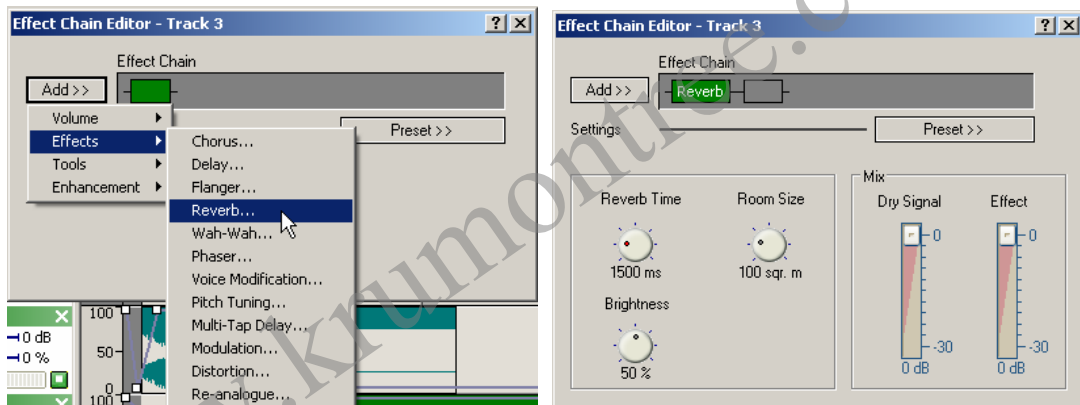 Effect Chain Editor - Track 3
Effect Chain
Add >>
Volume
Effects
Tools
Enhancement
Preset >>
Chorus...
Delay...
Flanger...
Reverb...
Wah-Wah...
Phaser...
Voice Modification...
Pitch Tuning...
Multi-Tap Delay...
Modulation...
Distortion...
Re-analogue...
0 dB
0 %
100
50
0
100
Effect Chain Editor - Track 3
Effect Chain
Add >>
Reverb
Settings
Preset >>
Reverb Time
Room Size
1500 ms
100 sqr. m
Brightness
50 %
Mix
Dry Signal
Effect
0
0
-30
-30
0 dB
0 dB
.krumontree.c